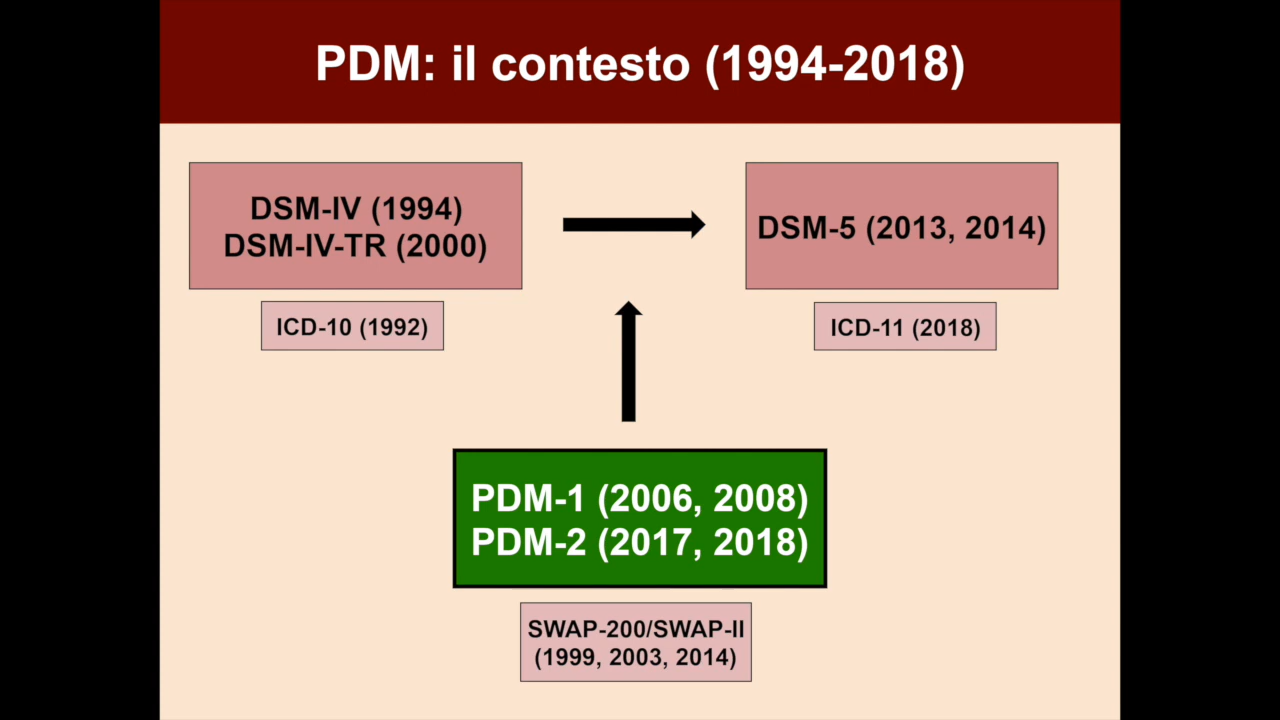 PDM: il contesto (1994-2018)
DSM-IV (1994)
DSM-IV-TR (2000)
DSM-5 (2013, 2014)
ICD-10 (1992)
ICD-11 (2018)
PDM-1 (2006, 2008)
PDM-2 (2017, 2018)
SWAP-200/SWAP-II
(1999, 2003, 2014)